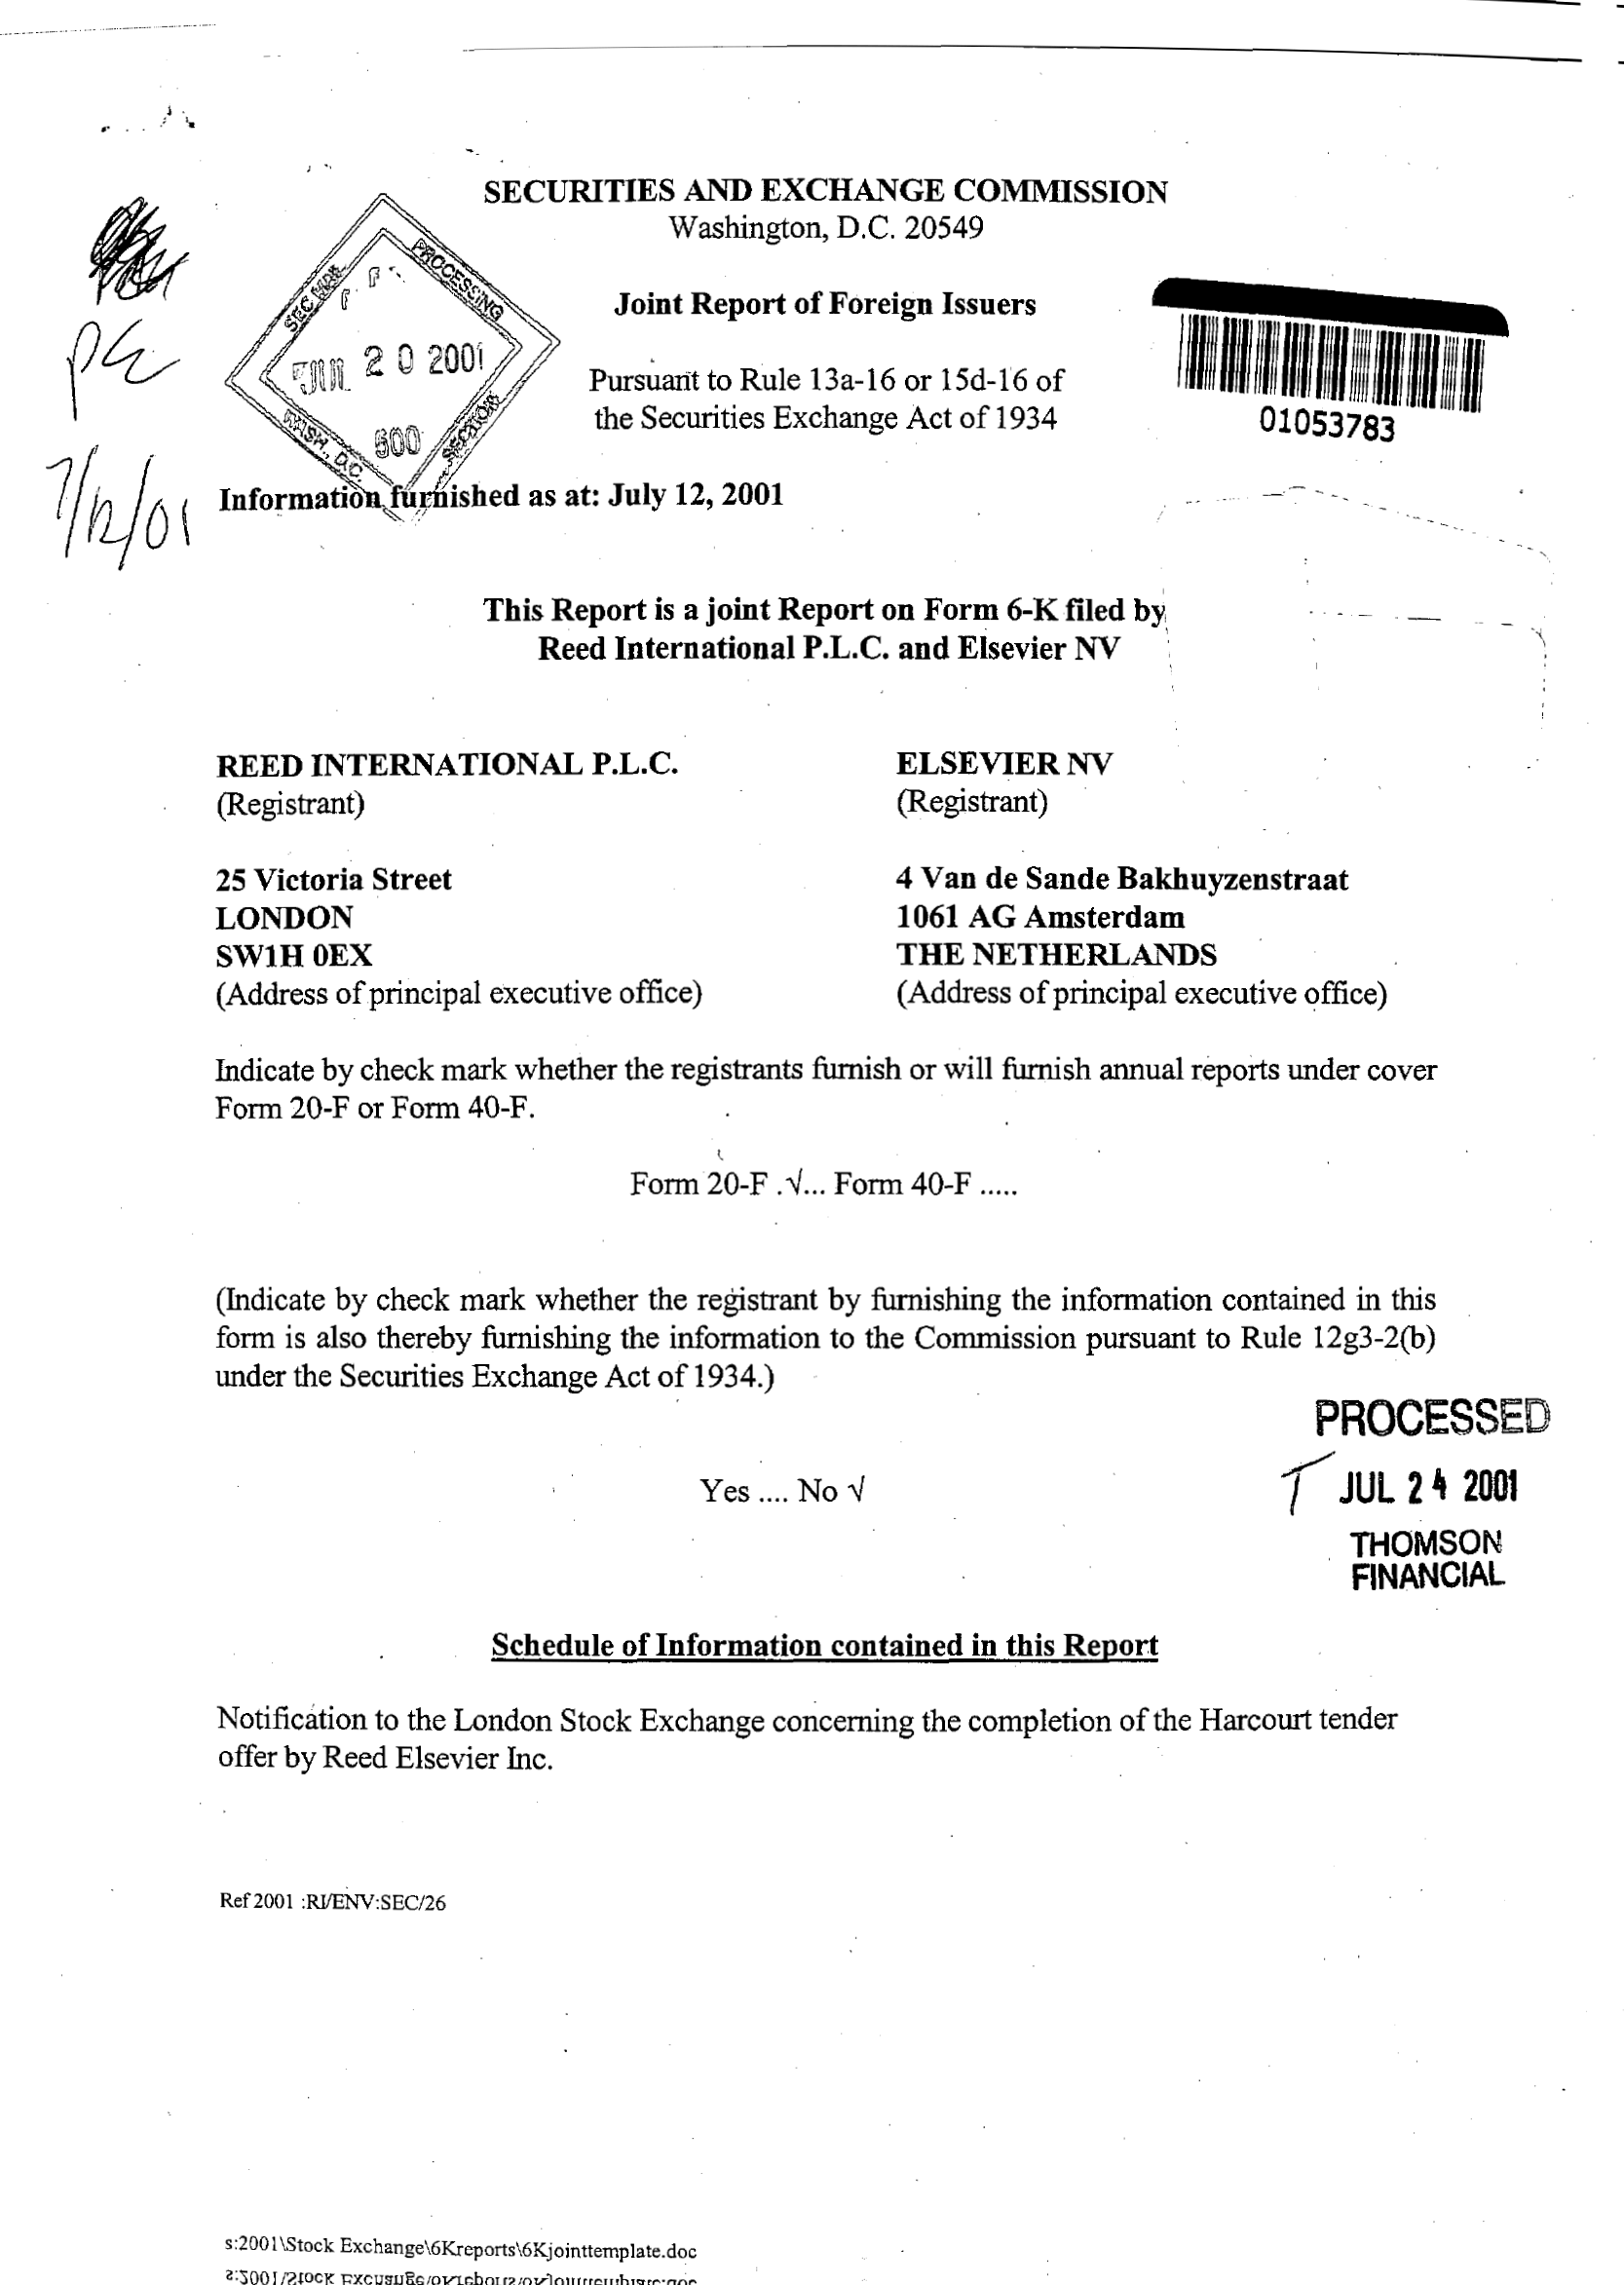 SECURITIES AND EXCHANGE COMMISSION
Washington, D.C. 20549
Joint Report of Foreign Issuers
Pursuant to Rule 13a-16 or 15d-16 of
the Securities Exchange Act of 1934
SEC MAIL
PROCESSING
JUL 20 2001
WASH., D.C.
500
SECTION
01053783
PE
7/12/01
Information furnished as at: July 12, 2001
This Report is a joint Report on Form 6-K filed by
Reed International P.L.C. and Elsevier NV
REED INTERNATIONAL P.L.C.
(Registrant)
25 Victoria Street
LONDON
SW1H 0EX
(Address of principal executive office)
ELSEVIER NV
(Registrant)
4 Van de Sande Bakhuyzenstraat
1061 AG Amsterdam
THE NETHERLANDS
(Address of principal executive office)
Indicate by check mark whether the registrants furnish or will furnish annual reports under cover
Form 20-F or Form 40-F.
Form 20-F .√... Form 40-F .....
(Indicate by check mark whether the registrant by furnishing the information contained in this
form is also thereby furnishing the information to the Commission pursuant to Rule 12g3-2(b)
under the Securities Exchange Act of 1934.)
Yes .... No √
PROCESSED
JUL 24 2001
THOMSON
FINANCIAL
Schedule of Information contained in this Report
Notification to the London Stock Exchange concerning the completion of the Harcourt tender
offer by Reed Elsevier Inc.
Ref 2001 :RI/ENV:SEC/26
s:2001\Stock Exchange\6Kreports\6Kjointtemplate.doc